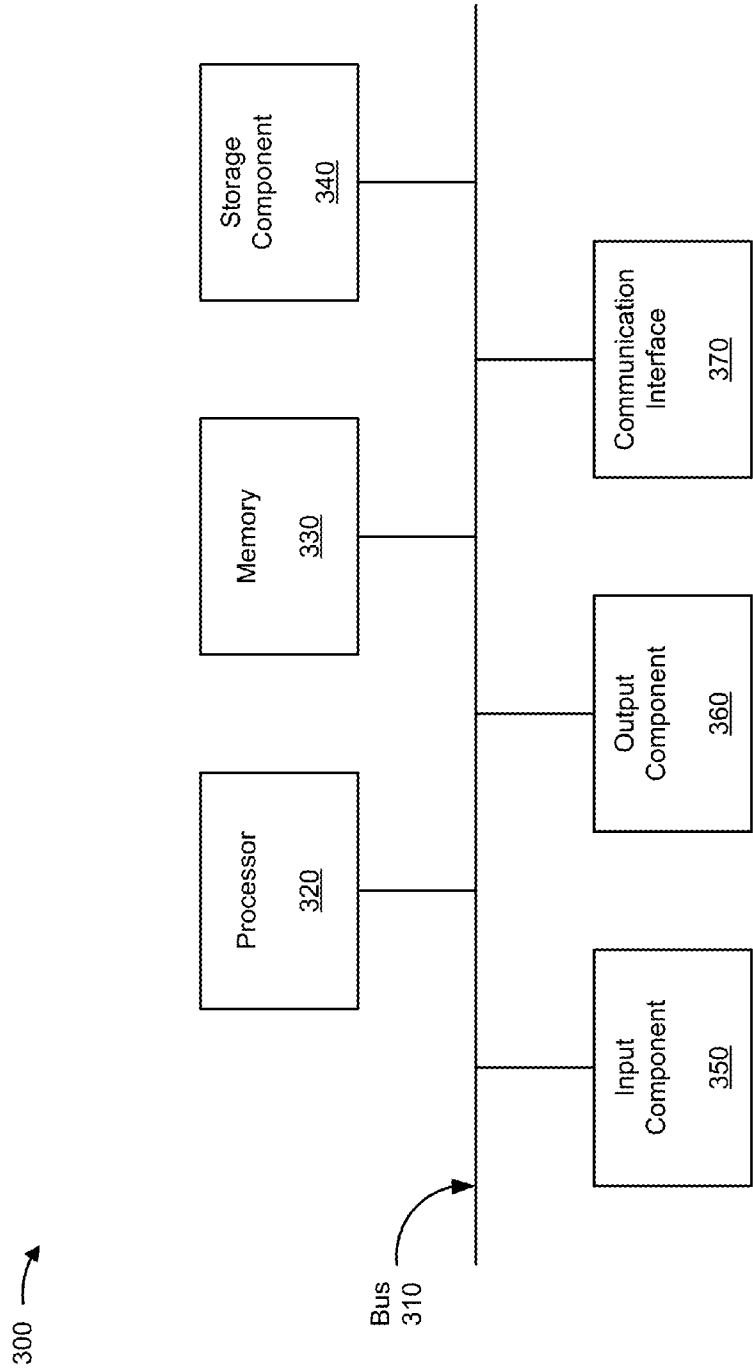 300
Bus
310
Processor
320
Memory
330
Storage
Component
340
Input
Component
350
Output
Component
360
Communication
Interface
370